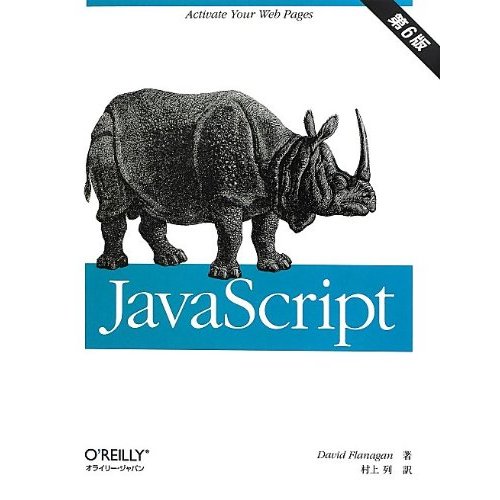 Activate Your Web Pages
第6版
JavaScript
O'REILLY®
オライリー・ジャパン
David Flanagan 著
村上 列 訳